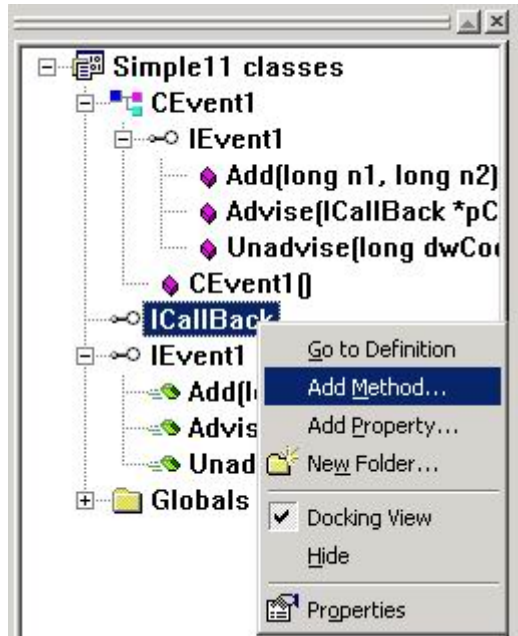 Simple11 classes
CEvent1
IEvent1
Add(long n1, long n2)
Advise(ICallBack *pC
Unadvise(long dwCoo
CEvent1()
ICallBack
IEvent1
Add(l
Advis
Unad
Globals
Go to Definition
Add Method...
Add Property...
New Folder...
Docking View
Hide
Properties